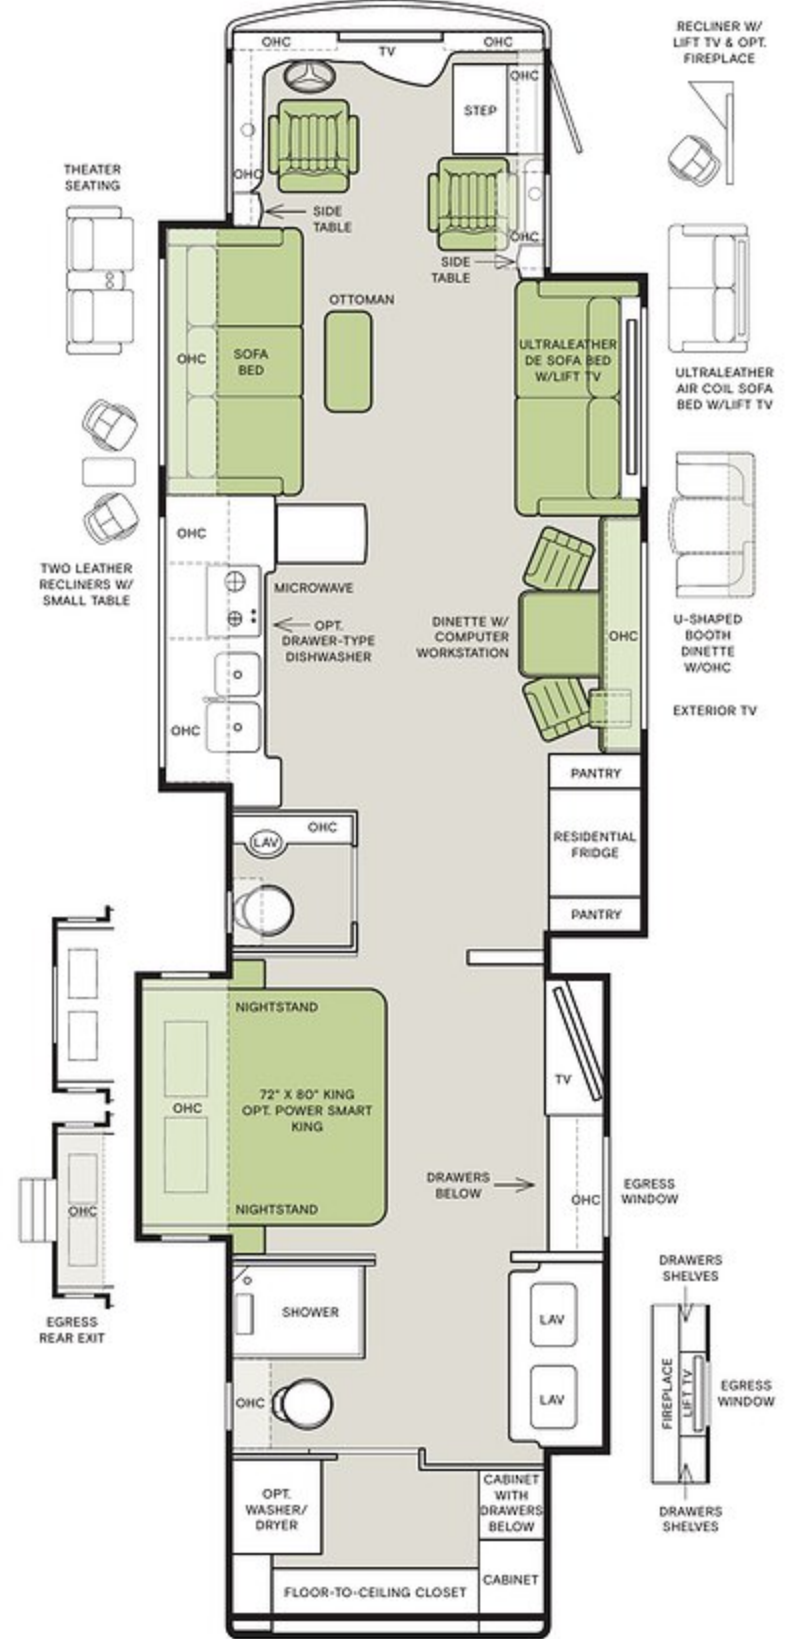 RECLINER W/
LIFT TV & OPT.
FIREPLACE
OHC
TV
OHC
OHC
STEP
THEATER
SEATING
OHC
SIDE
TABLE
OHC
SIDE
TABLE
OTTOMAN
OHC
SOFA
BED
ULTRALEATHER
DE SOFA BED
W/LIFT TV
ULTRALEATHER
AIR COIL SOFA
BED W/LIFT TV
OHC
TWO LEATHER
RECLINERS W/
SMALL TABLE
MICROWAVE
OPT.
DRAWER-TYPE
DISHWASHER
DINETTE W/
COMPUTER
WORKSTATION
OHC
U-SHAPED
BOOTH
DINETTE
W/OHC
EXTERIOR TV
OHC
PANTRY
RESIDENTIAL
FRIDGE
PANTRY
OHC
LAV
NIGHTSTAND
72" X 80" KING
OPT. POWER SMART
KING
OHC
NIGHTSTAND
TV
DRAWERS
BELOW
OHC
EGRESS
WINDOW
OHC
EGRESS
REAR EXIT
SHOWER
LAV
LAV
OHC
DRAWERS
SHELVES
FIREPLACE
LIFT TV
EGRESS
WINDOW
DRAWERS
SHELVES
OPT.
WASHER/
DRYER
CABINET
WITH
DRAWERS
BELOW
FLOOR-TO-CEILING CLOSET
CABINET